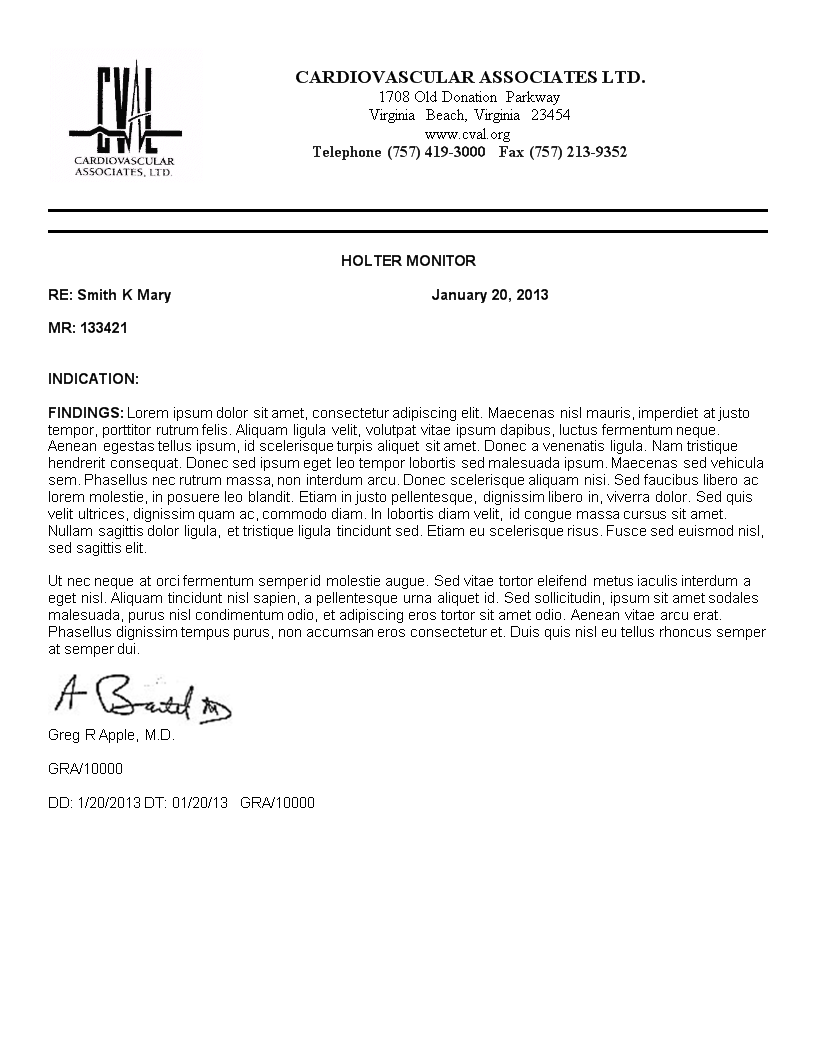 CVAL
CARDIOVASCULAR
ASSOCIATES, LTD.
CARDIOVASCULAR ASSOCIATES LTD.
1708 Old Donation Parkway
Virginia Beach, Virginia 23454
www.cval.org
Telephone (757) 419-3000 Fax (757) 213-9352
HOLTER MONITOR
RE: Smith K Mary January 20, 2013
MR: 133421
INDICATION:
FINDINGS: Lorem ipsum dolor sit amet, consectetur adipiscing elit. Maecenas nisl mauris, imperdiet at justo
tempor, porttitor rutrum felis. Aliquam ligula velit, volutpat vitae ipsum dapibus, luctus fermentum neque.
Aenean egestas tellus ipsum, id scelerisque turpis aliquet sit amet. Donec a venenatis ligula. Nam tristique
hendrerit consequat. Donec sed ipsum eget leo tempor lobortis sed malesuada ipsum. Maecenas sed vehicula
sem. Phasellus nec rutrum massa, non interdum arcu. Donec scelerisque aliquam nisi. Sed faucibus libero ac
lorem molestie, in posuere leo blandit. Etiam in justo pellentesque, dignissim libero in, viverra dolor. Sed quis
velit ultrices, dignissim quam ac, commodo diam. In lobortis diam velit, id congue massa cursus sit amet.
Nullam sagittis dolor ligula, et tristique ligula tincidunt sed. Etiam eu scelerisque risus. Fusce sed euismod nisl,
sed sagittis elit.
Ut nec neque at orci fermentum semper id molestie augue. Sed vitae tortor eleifend metus iaculis interdum a
eget nisl. Aliquam tincidunt nisl sapien, a pellentesque urna aliquet id. Sed sollicitudin, ipsum sit amet sodales
malesuada, purus nisl condimentum odio, et adipiscing eros tortor sit amet odio. Aenean vitae arcu erat.
Phasellus dignissim tempus purus, non accumsan eros consectetur et. Duis quis nisl eu tellus rhoncus semper
at semper dui.
Greg R Apple, M.D.
GRA/10000
DD: 1/20/2013 DT: 01/20/13 GRA/10000